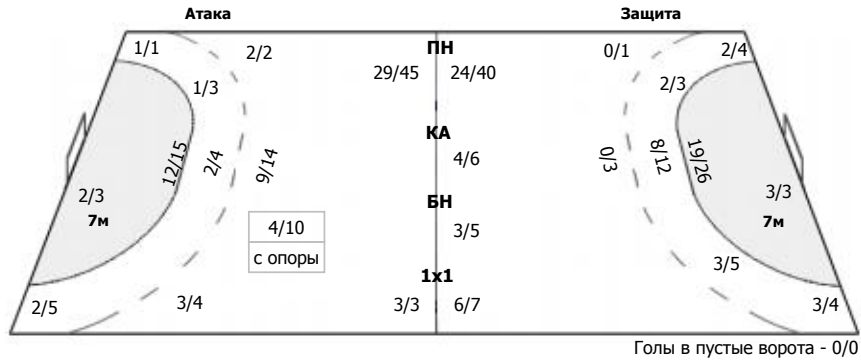 Атака
Защита
1/1
2/2
ПН
0/1
2/4
29/45
24/40
1/3
2/3
12/15
2/4
9/14
КА
4/6
0/3
8/12
19/26
2/3
7м
3/3
7м
4/10
с опоры
БН
3/5
3/5
1x1
2/5
3/4
3/3
6/7
3/4
Голы в пустые ворота - 0/0